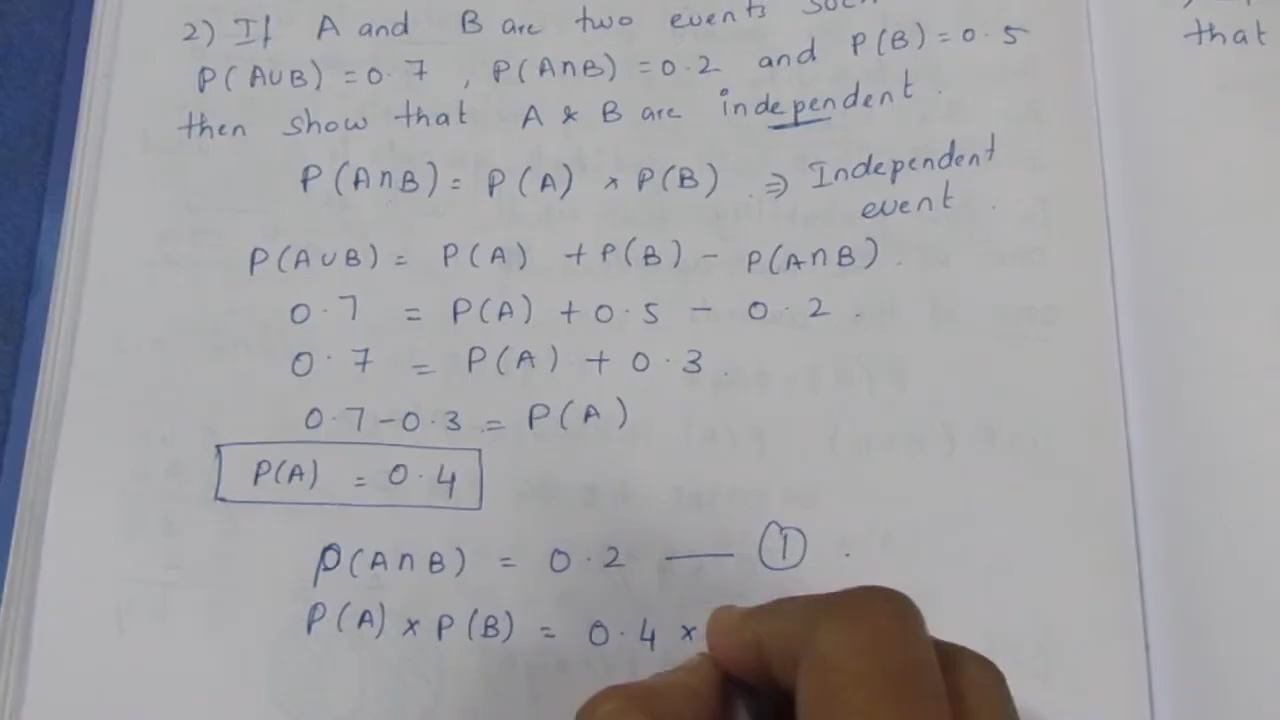 2) If A and B are two events such
P(A∪B) = 0.7 , P(A∩B) = 0.2 and P(B) = 0.5
then show that A & B are independent.
P(A∩B) = P(A) × P(B) ⇒ Independent
event.
P(A∪B) = P(A) + P(B) - P(A∩B).
0.7 = P(A) + 0.5 - 0.2.
0.7 = P(A) + 0.3.
0.7-0.3 = P(A)
P(A) = 0.4
P(A∩B) = 0.2 — ① .
P(A) × P(B) = 0.4 ×
that